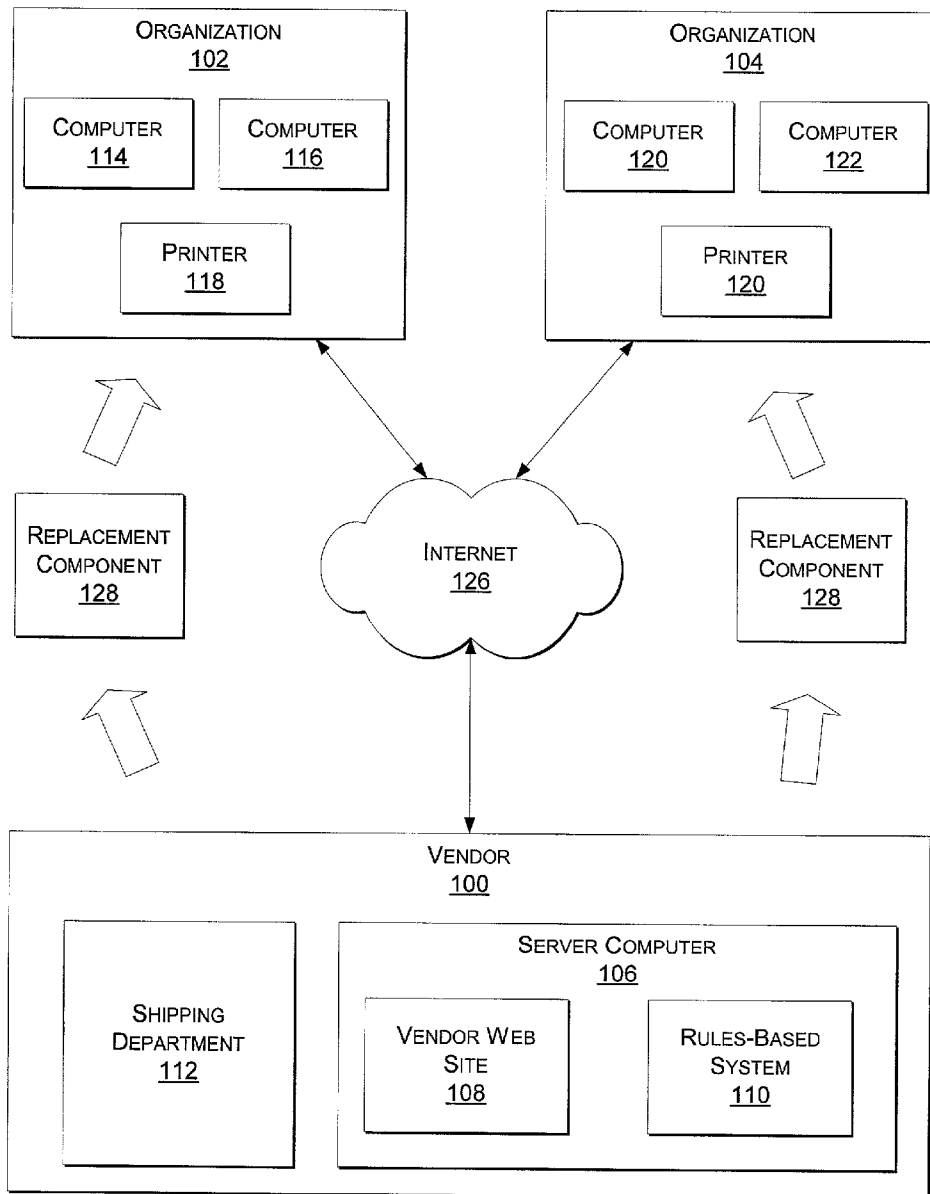 ORGANIZATION
102
COMPUTER
114
COMPUTER
116
PRINTER
118
ORGANIZATION
104
COMPUTER
120
COMPUTER
122
PRINTER
120
REPLACEMENT
COMPONENT
128
INTERNET
126
REPLACEMENT
COMPONENT
128
VENDOR
100
SHIPPING
DEPARTMENT
112
SERVER COMPUTER
106
VENDOR WEB
SITE
108
RULES-BASED
SYSTEM
110